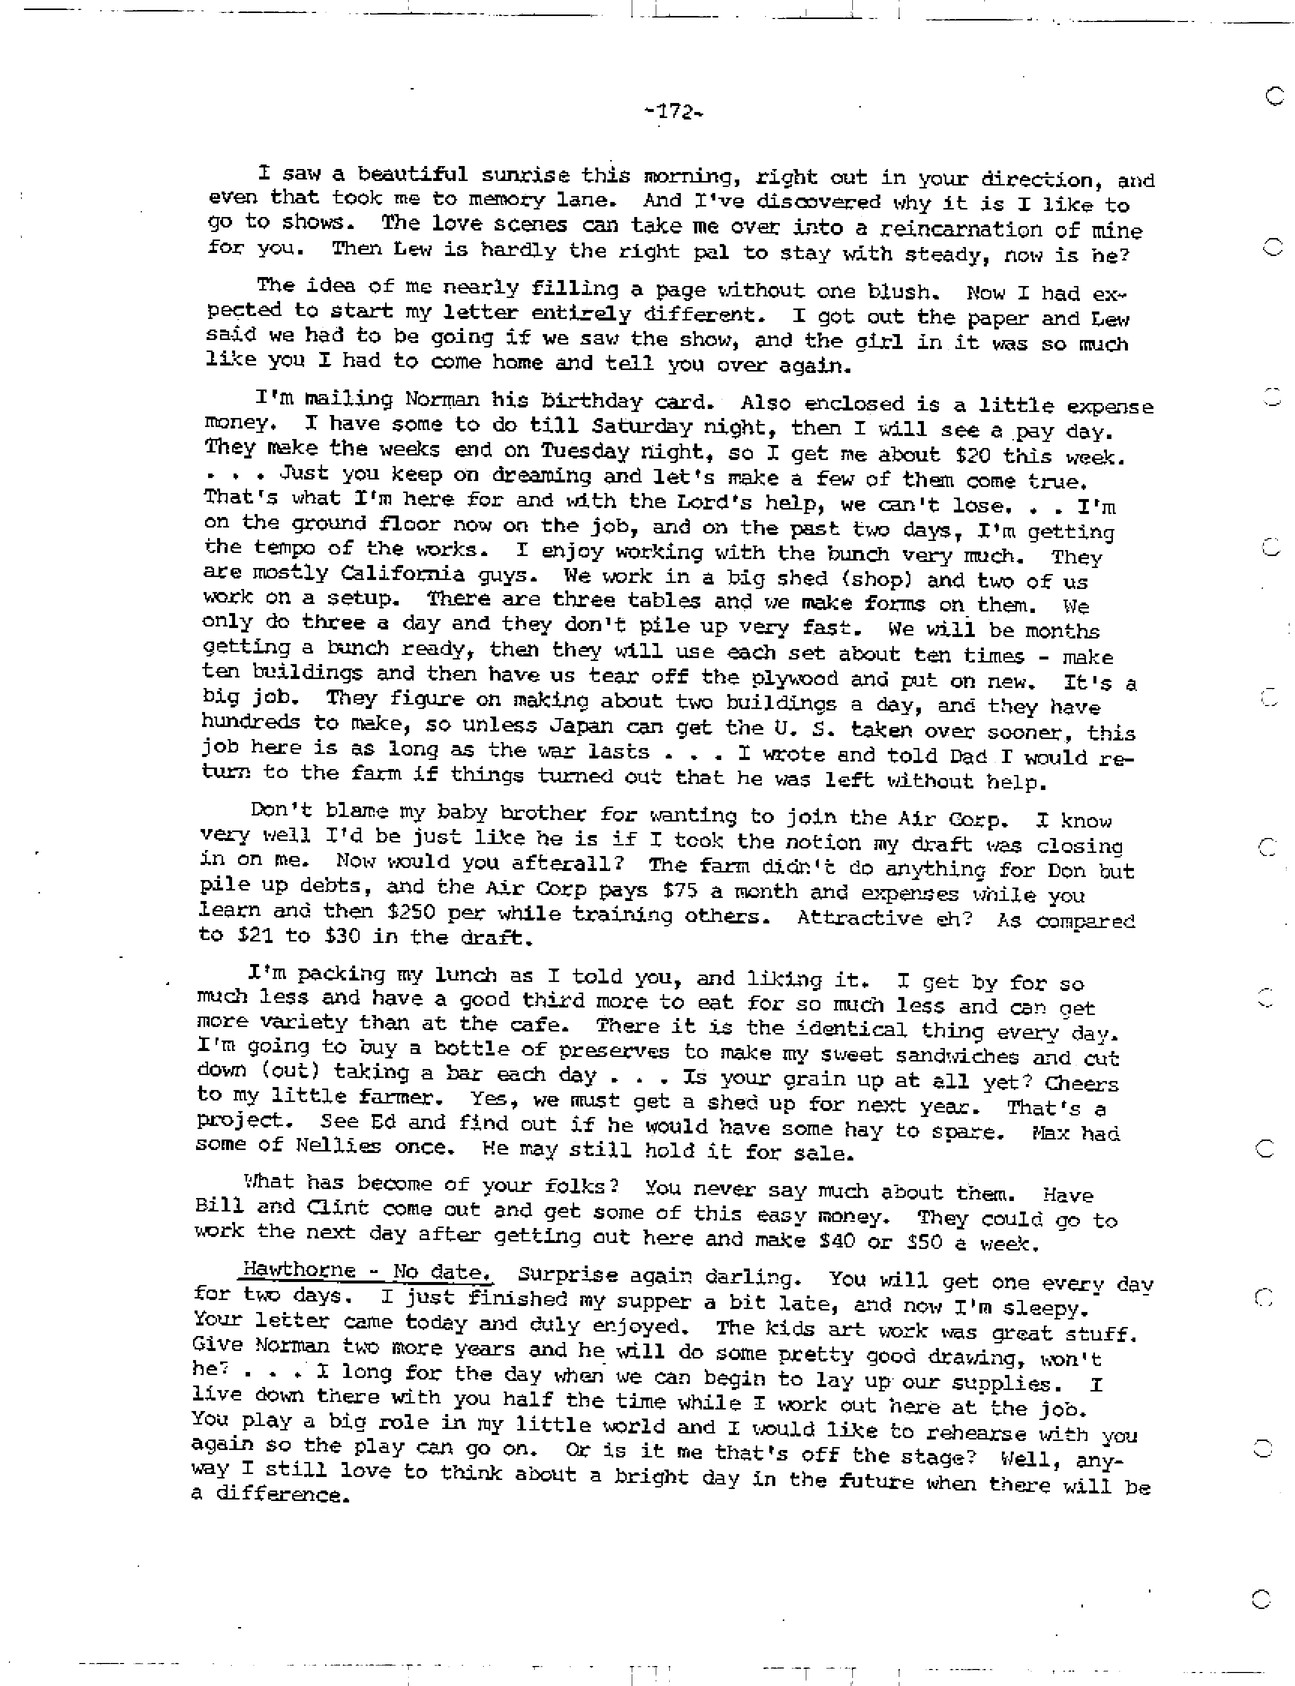 -172-
I saw a beautiful sunrise this morning, right out in your direction, and
even that took me to memory lane. And I've discovered why it is I like to
go to shows. The love scenes can take me over into a reincarnation of mine
for you. Then Lew is hardly the right pal to stay with steady, now is he?
The idea of me nearly filling a page without one blush. Now I had ex-
pected to start my letter entirely different. I got out the paper and Lew
said we had to be going if we saw the show, and the girl in it was so much
like you I had to come home and tell you over again.
I'm mailing Norman his birthday card. Also enclosed is a little expense
money. I have some to do till Saturday night, then I will see a pay day.
They make the weeks end on Tuesday night, so I get me about $20 this week.
. . . Just you keep on dreaming and let's make a few of them come true.
That's what I'm here for and with the Lord's help, we can't lose. . . I'm
on the ground floor now on the job, and on the past two days, I'm getting
the tempo of the works. I enjoy working with the bunch very much. They
are mostly California guys. We work in a big shed (shop) and two of us
work on a setup. There are three tables and we make forms on them. We
only do three a day and they don't pile up very fast. We will be months
getting a bunch ready, then they will use each set about ten times - make
ten buildings and then have us tear off the plywood and put on new. It's a
big job. They figure on making about two buildings a day, and they have
hundreds to make, so unless Japan can get the U. S. taken over sooner, this
job here is as long as the war lasts . . . I wrote and told Dad I would re-
turn to the farm if things turned out that he was left without help.
Don't blame my baby brother for wanting to join the Air Corp. I know
very well I'd be just like he is if I took the notion my draft was closing
in on me. Now would you afterall? The farm didn't do anything for Don but
pile up debts, and the Air Corp pays $75 a month and expenses while you
learn and then $250 per while training others. Attractive eh? As compared
to $21 to $30 in the draft.
I'm packing my lunch as I told you, and liking it. I get by for so
much less and have a good third more to eat for so much less and can get
more variety than at the cafe. There it is the identical thing every day.
I'm going to buy a bottle of preserves to make my sweet sandwiches and cut
down (out) taking a bar each day . . . Is your grain up at all yet? Cheers
to my little farmer. Yes, we must get a shed up for next year. That's a
project. See Ed and find out if he would have some hay to spare. Max had
some of Nellies once. He may still hold it for sale.
What has become of your folks? You never say much about them. Have
Bill and Clint come out and get some of this easy money. They could go to
work the next day after getting out here and make $40 or $50 a week.
Hawthorne - No date. Surprise again darling. You will get one every day
for two days. I just finished my supper a bit late, and now I'm sleepy.
Your letter came today and duly enjoyed. The kids art work was great stuff.
Give Norman two more years and he will do some pretty good drawing, won't
he? . . . I long for the day when we can begin to lay up our supplies. I
live down there with you half the time while I work out here at the job.
You play a big role in my little world and I would like to rehearse with you
again so the play can go on. Or is it me that's off the stage? Well, any-
way I still love to think about a bright day in the future when there will be
a difference.